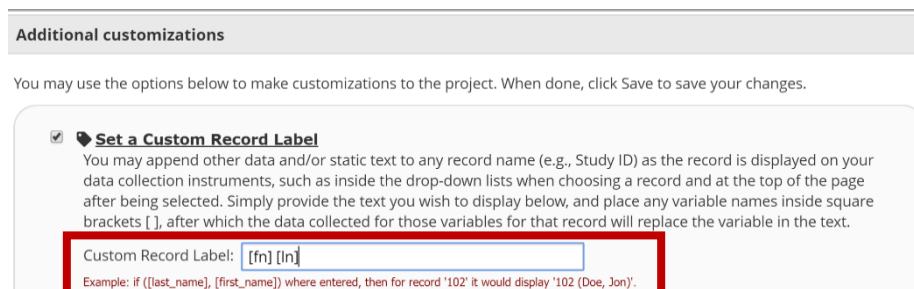 Additional customizations
You may use the options below to make customizations to the project. When done, click Save to save your changes.
Set a Custom Record Label
You may append other data and/or static text to any record name (e.g., Study ID) as the record is displayed on your
data collection instruments, such as inside the drop-down lists when choosing a record and at the top of the page
after being selected. Simply provide the text you wish to display below, and place any variable names inside square
brackets [ ], after which the data collected for those variables for that record will replace the variable in the text.
Custom Record Label: [fn] [ln]
Example: if ([last_name], [first_name]) where entered, then for record '102' it would display '102 (Doe, Jon)'.